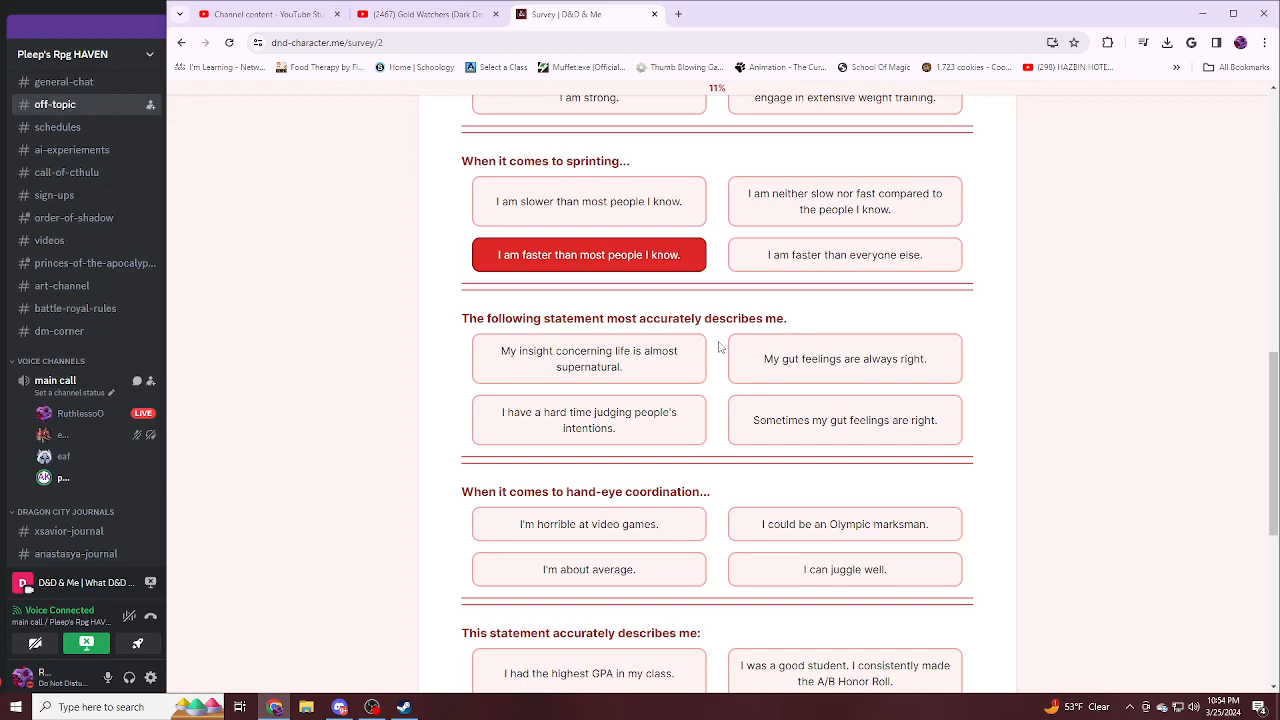 Channel content - YouTube Stu
(2467) Gold Watchers (Dark De
Survey | D&D & Me
dnd-character.me/survey/2
I'm Learning - Netw...
Food Therapy by Fi...
Home | Schoology
Select a Class
Muffet.exe (Official...
Thumb Blowing Ga...
Animation - The Cur...
School Of Magic
1,723 cookies - Coo...
(298) HAZBIN HOTE...
All Bookmarks
Pleep's Rpg HAVEN
general-chat
off-topic
schedules
ai-experients
call-of-cthulu
sign-ups
order-of-shadow
videos
princes-of-the-apocalyp...
art-channel
battle-royal-rules
dm-corner
VOICE CHANNELS
main call
Set a channel status
RuthlessoO
LIVE
e...
eaf
p...
DRAGON CITY JOURNALS
xsavior-journal
anastasya-journal
D&D & Me | What D&D ...
Voice Connected
main call / Pleep's Rpg HAV...
R...
Do Not Distu...
11%
I am strong.
engage in extensive weight training.
When it comes to sprinting...
I am slower than most people I know.
I am neither slow nor fast compared to
the people I know.
I am faster than most people I know.
I am faster than everyone else.
The following statement most accurately describes me.
My insight concerning life is almost
supernatural.
My gut feelings are always right.
I have a hard time judging people's
intentions.
Sometimes my gut feelings are right.
When it comes to hand-eye coordination...
I'm horrible at video games.
I could be an Olympic marksman.
I'm about average.
I can juggle well.
This statement accurately describes me:
I had the highest GPA in my class.
I was a good student. I consistently made
the A/B Honor Roll.
Type here to search
53°F Clear
10:54 PM
3/25/2024